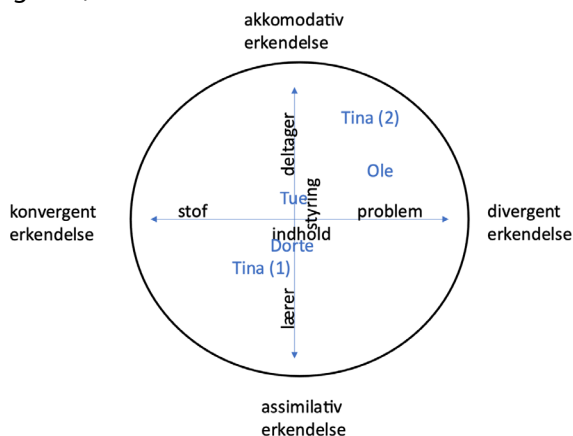 akkomodativ
erkendelse
Tina (2)
deltager
Ole
Tue
styring
konvergent
erkendelse
stof
problem
divergent
erkendelse
indhold
Dorte
Tina (1)
lærer
assimilativ
erkendelse